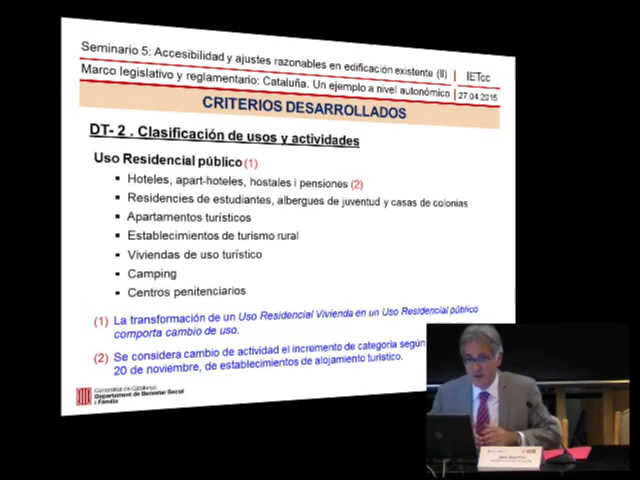 Seminario 5: Accesibilidad y ajustes razonables en edificación existente (II) | IETcc
Marco legislativo y reglamentario: Cataluña. Un ejemplo a nivel autonómico | 27.04.2015
CRITERIOS DESARROLLADOS
DT- 2 . Clasificación de usos y actividades
Uso Residencial público (1)
▪ Hoteles, apart-hoteles, hostales i pensiones (2)
▪ Residencies de estudiantes, albergues de juventud y casas de colonias
▪ Apartamentos turísticos
▪ Establecimientos de turismo rural
▪ Viviendas de uso turístico
▪ Camping
▪ Centros penitenciarios
(1) La transformación de un Uso Residencial Vivienda en un Uso Residencial público
comporta cambio de uso.
(2) Se considera cambio de actividad el incremento de categoría según
20 de noviembre, de establecimientos de alojamiento turístico.
Generalitat de Catalunya
Departament de Benestar Social
i Família